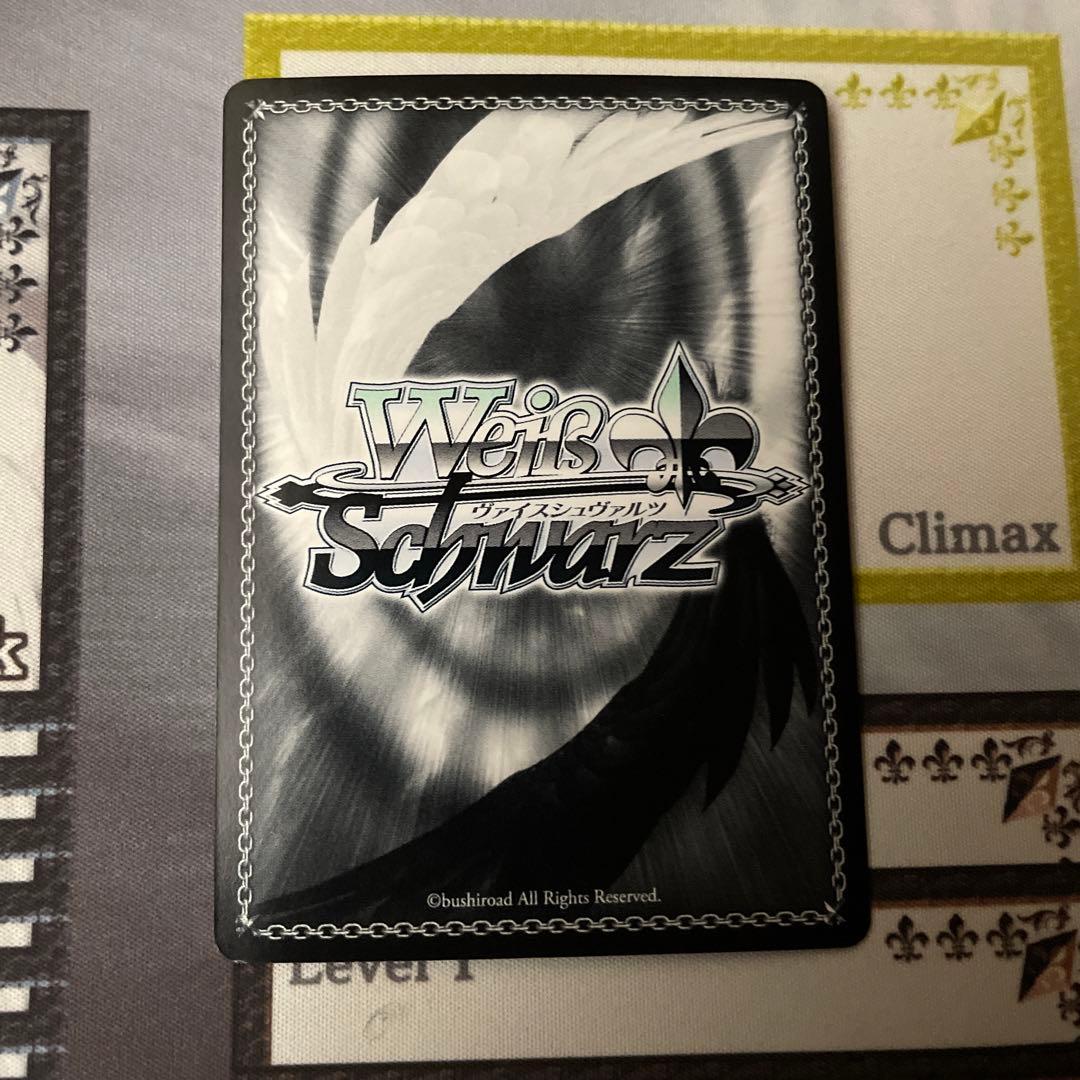 Weiß
ヴァイスシュヴァルツ
Schwarz
©bushiroad All Rights Reserved.
Climax
Level 1